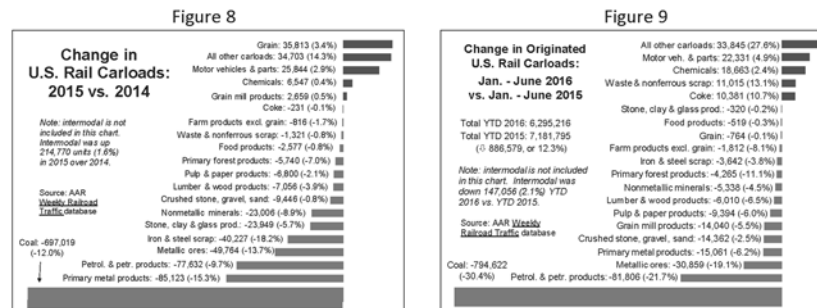 Figure 8
Change in
U.S. Rail Carloads:
2015 vs. 2014
Note: intermodal is not
included in this chart.
Intermodal was up
214,770 units (1.6%)
in 2015 over 2014.
Source: AAR
Weekly Railroad
Traffic database
Coal: -697,019
(-12.0%)
Grain: 35,813 (3.4%)
All other carloads: 34,703 (14.3%)
Motor vehicles & parts: 25,844 (2.9%)
Chemicals: 6,547 (0.4%)
Grain mill products: 2,659 (0.5%)
Coke: -231 (-0.1%)
Farm products excl. grain: -816 (-1.7%)
Waste & nonferrous scrap: -1,321 (-0.8%)
Food products: -2,577 (-0.8%)
Primary forest products: -5,740 (-7.0%)
Pulp & paper products: -6,800 (-2.1%)
Lumber & wood products: -7,056 (-3.9%)
Crushed stone, gravel, sand: -9,446 (-0.8%)
Nonmetallic minerals: -23,006 (-8.9%)
Stone, clay & glass prod.: -23,949 (-5.7%)
Iron & steel scrap: -40,227 (-18.2%)
Metallic ores: -49,764 (-13.7%)
Petrol. & petr. products: -77,632 (-9.7%)
Primary metal products: -85,123 (-15.3%)
Figure 9
Change in Originated
U.S. Rail Carloads:
Jan. - June 2016
vs. Jan. - June 2015
Total YTD 2016: 6,295,216
Total YTD 2015: 7,181,795
(⇩ 886,579, or 12.3%)
Note: intermodal is not included
in this chart. Intermodal was
down 147,056 (2.1%) YTD
2016 vs. YTD 2015.
Source: AAR Weekly
Railroad Traffic database
Coal: -794,622
(-30.4%)
All other carloads: 33,845 (27.6%)
Motor veh. & parts: 22,331 (4.9%)
Chemicals: 18,663 (2.4%)
Waste & nonferrous scrap: 11,015 (13.1%)
Coke: 10,381 (10.7%)
Stone, clay & glass prod.: -320 (-0.2%)
Food products: -519 (-0.3%)
Grain: -764 (-0.1%)
Farm products excl. grain: -1,812 (-8.1%)
Iron & steel scrap: -3,642 (-3.8%)
Primary forest products: -4,265 (-11.1%)
Nonmetallic minerals: -5,338 (-4.5%)
Lumber & wood products: -6,010 (-6.5%)
Pulp & paper products: -9,394 (-6.0%)
Grain mill products: -14,040 (-5.5%)
Crushed stone, gravel, sand: -14,362 (-2.5%)
Primary metal products: -15,061 (-6.2%)
Metallic ores: -30,859 (-19.1%)
Petrol. & petr. products: -81,806 (-21.7%)